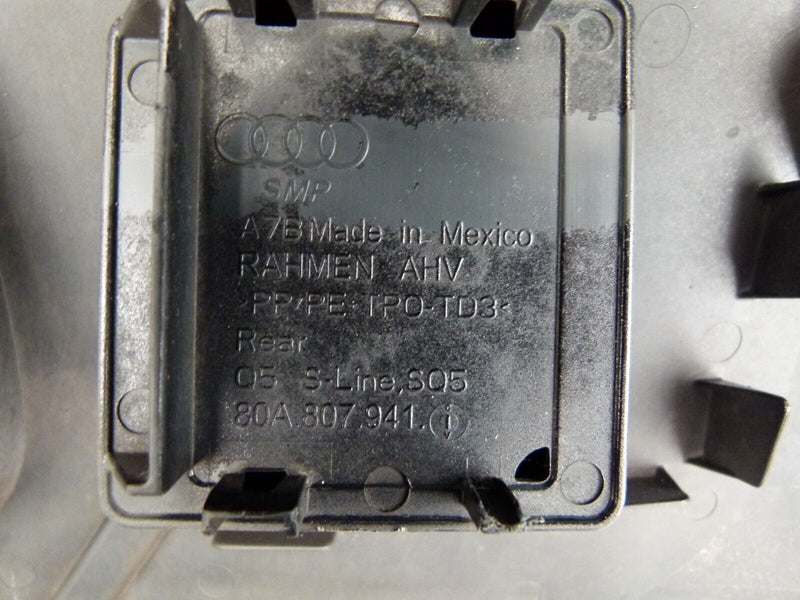 SMP
A7B Made in Mexico
RAHMEN AHV
>PP/PE-TPO-TD3<
Rear
Q5 S-Line, SQ5
80A.807.941.